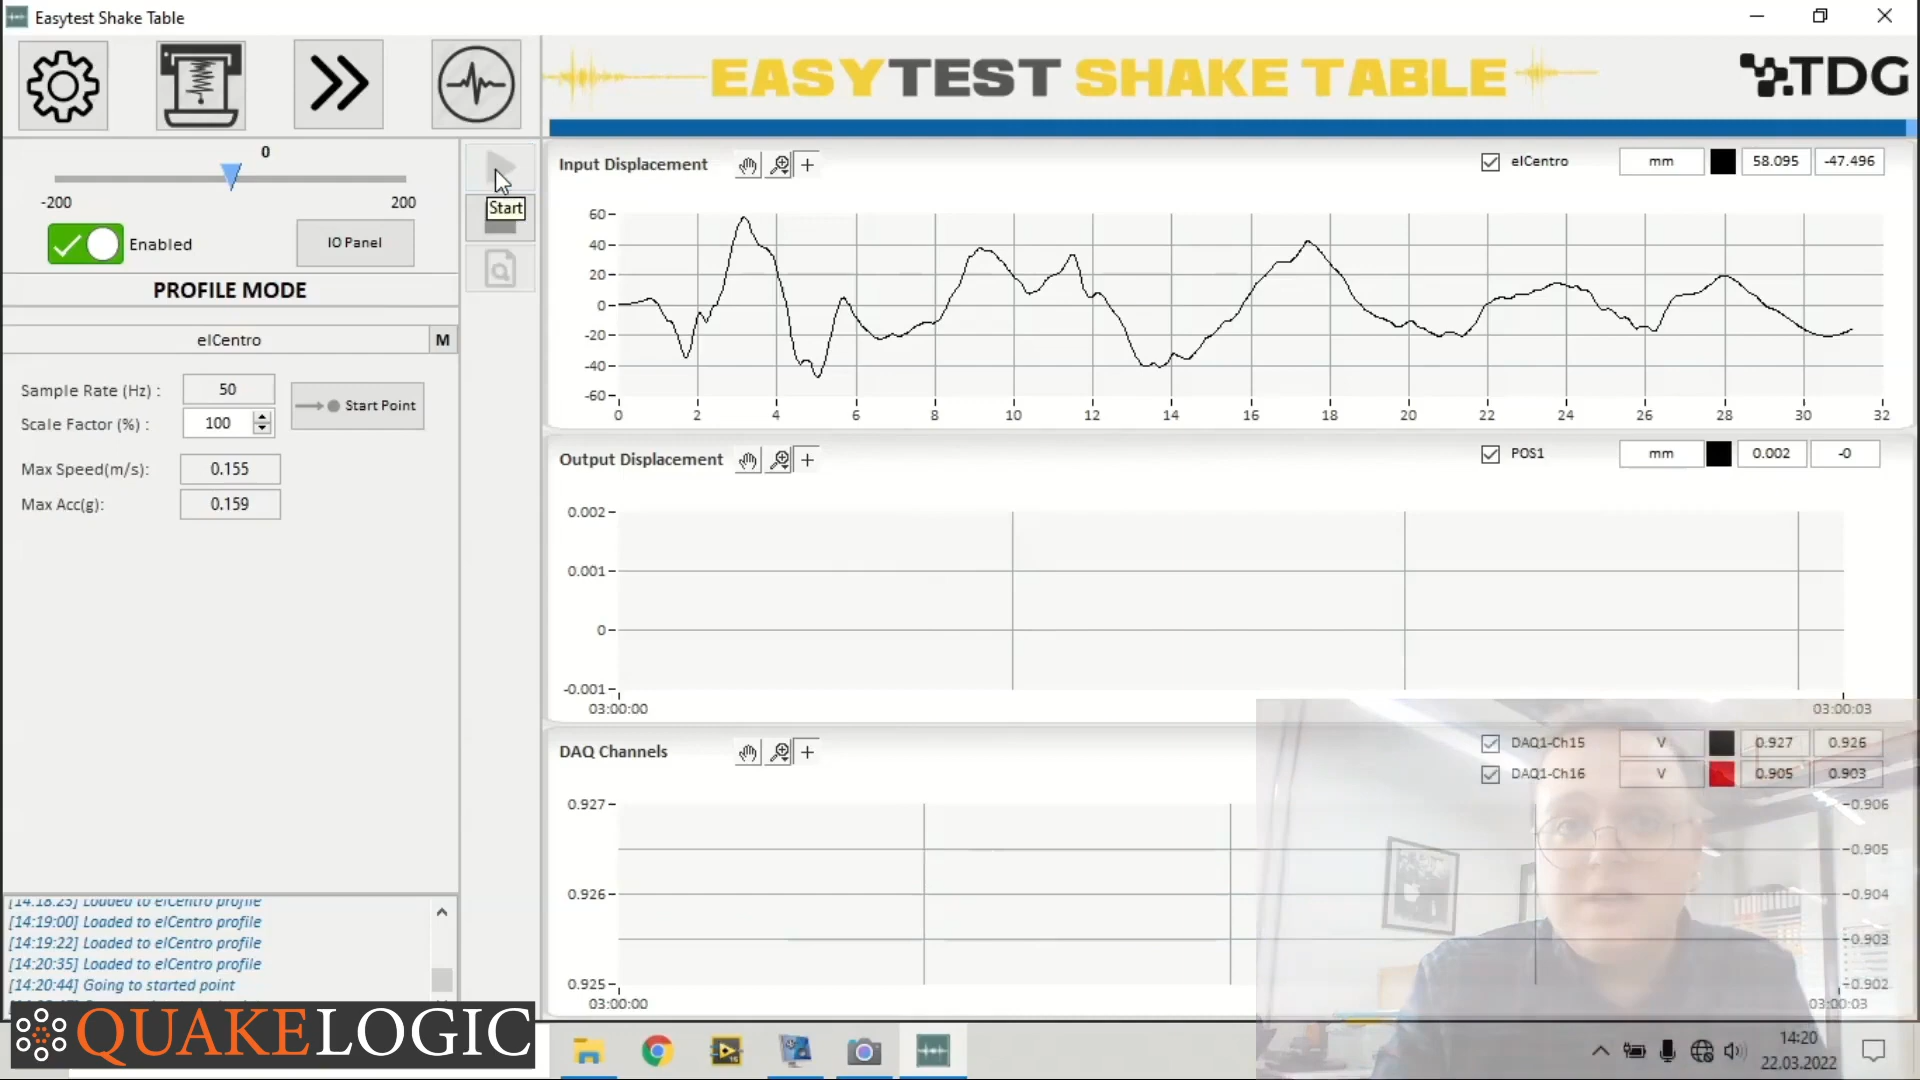 Easytest Shake Table
EASYTEST SHAKE TABLE
TDG
0
-200 200
Enabled
IO Panel
PROFILE MODE
elCentro M
Sample Rate (Hz) : 50
Start Point
Scale Factor (%) : 100
Max Speed(m/s): 0.155
Max Acc(g): 0.159
Start
Input Displacement
elCentro mm 58.095 -47.496
60
40
20
0
-20
-40
-60
0 2 4 6 8 10 12 14 16 18 20 22 24 26 28 30 32
Output Displacement
POS1 mm 0.002 -0
0.002
0.001
0
-0.001
03:00:00 03:00:03
DAQ Channels
DAQ1-Ch15 V 0.927 0.926
DAQ1-Ch16 V 0.905 0.903
0.927
0.926
0.925
-0.906
-0.905
-0.904
-0.903
-0.902
03:00:00 03:00:03
[14:18:25] Loaded to elCentro profile
[14:19:00] Loaded to elCentro profile
[14:19:22] Loaded to elCentro profile
[14:20:35] Loaded to elCentro profile
[14:20:44] Going to started point
QUAKELOGIC
14:20
22.03.2022